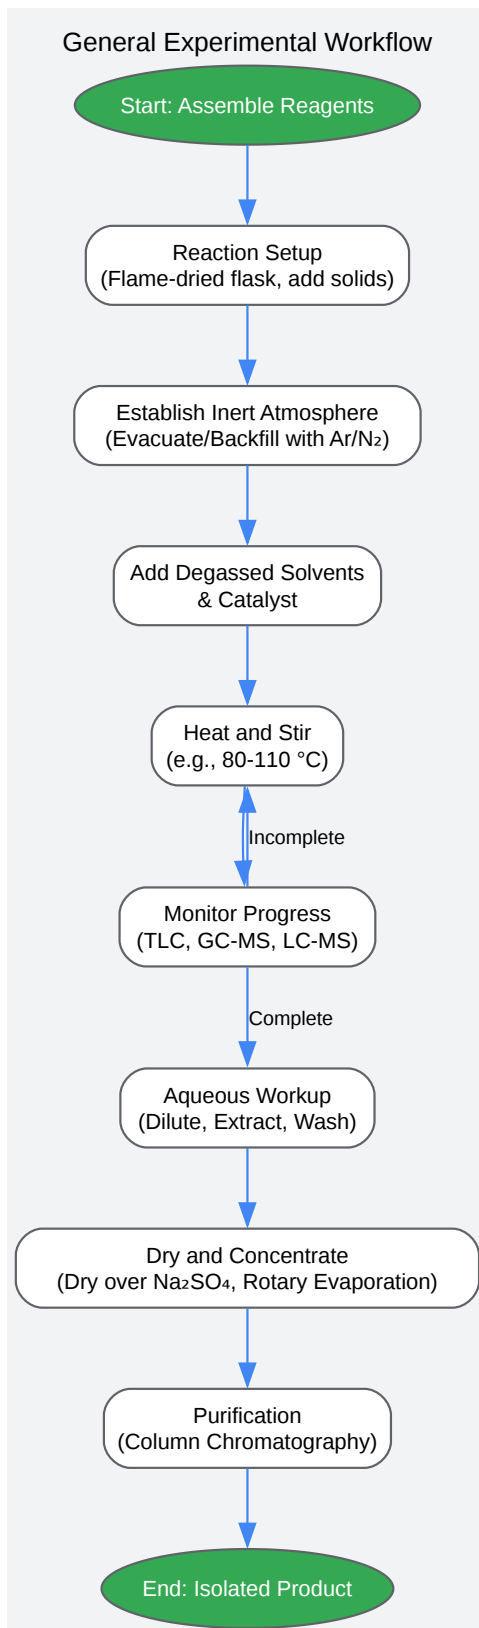 General Experimental Workflow
Start: Assemble Reagents
Reaction Setup
(Flame-dried flask, add solids)
Establish Inert Atmosphere
(Evacuate/Backfill with Ar/N₂)
Add Degassed Solvents
& Catalyst
Heat and Stir
(e.g., 80-110 °C)
Incomplete
Monitor Progress
(TLC, GC-MS, LC-MS)
Complete
Aqueous Workup
(Dilute, Extract, Wash)
Dry and Concentrate
(Dry over Na₂SO₄, Rotary Evaporation)
Purification
(Column Chromatography)
End: Isolated Product